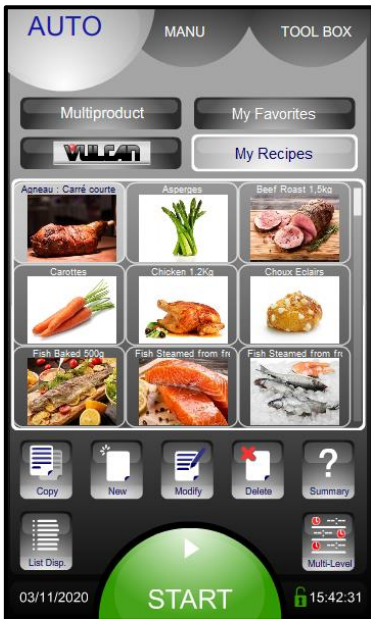 AUTO
MANU
TOOL BOX
Multiproduct
My Favorites
VULCAN
My Recipes
Agneau : Carré courte
Asperges
Beef Roast 1,5kg
Carottes
Chicken 1.2Kg
Choux Eclairs
Fish Baked 500g
Fish Steamed from fre
Fish Steamed from fre
Copy
New
Modify
Delete
?
Summary
List Disp.
Multi-Level
03/11/2020
START
15:42:31